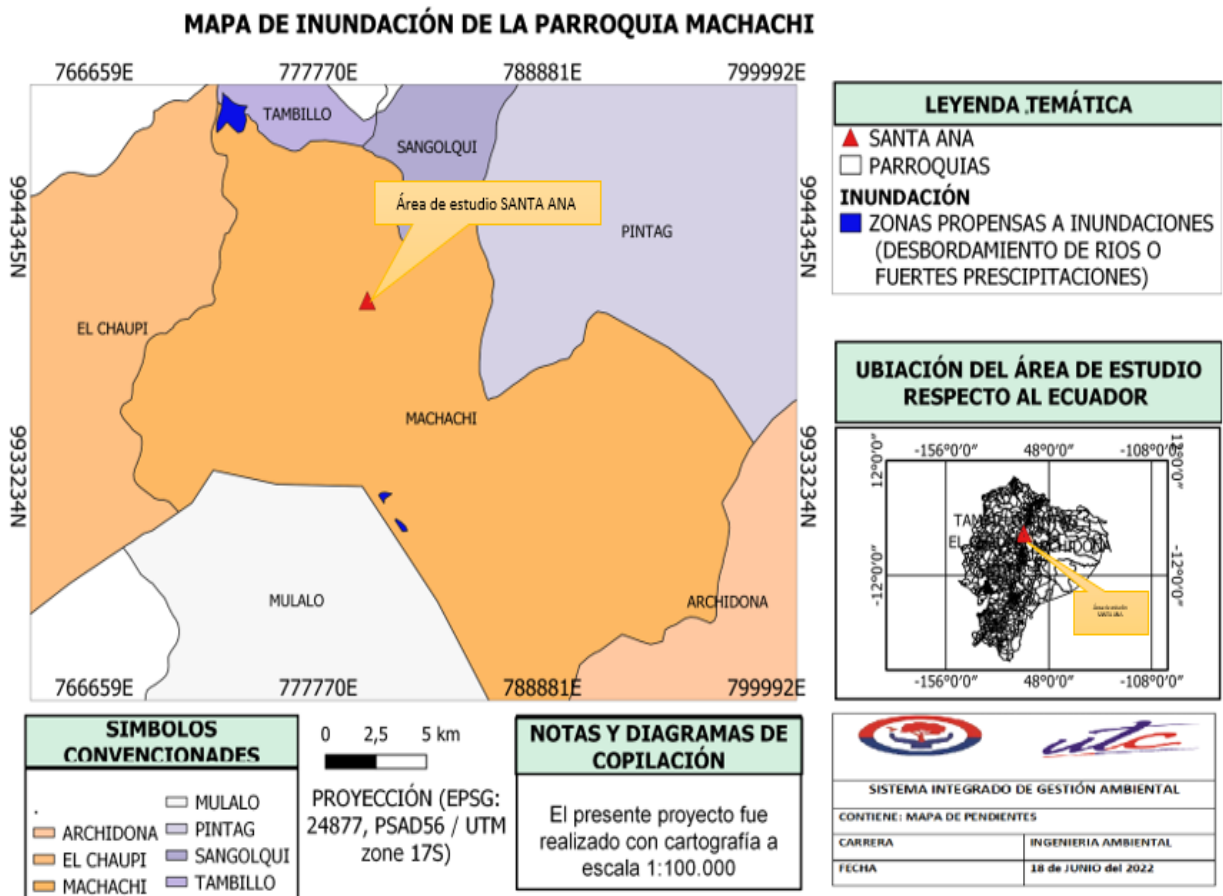 MAPA DE INUNDACIÓN DE LA PARROQUIA MACHACHI
766659E 777770E 788881E 799992E
9944345N
9933234N
TAMBILLO
SANGOLQUI
Área de estudio SANTA ANA
PINTAG
EL CHAUPI
MACHACHI
MULALO
ARCHIDONA
9944345N
9933234N
766659E 777770E 788881E 799992E
LEYENDA TEMÁTICA
SANTA ANA
PARROQUIAS
INUNDACIÓN
ZONAS PROPENSAS A INUNDACIONES
(DESBORDAMIENTO DE RIOS O
FUERTES PRESCIPITACIONES)
UBIACIÓN DEL ÁREA DE ESTUDIO
RESPECTO AL ECUADOR
-156°0'0" 48°0'0" -108°0'0"
12°0'0"
-12°0'0"
12°0'0"
-12°0'0"
Área de estudio
SANTA ANA
-156°0'0" 48°0'0" -108°0'0"
SIMBOLOS
CONVENCIONADES
.
ARCHIDONA
EL CHAUPI
MACHACHI
MULALO
PINTAG
SANGOLQUI
TAMBILLO
0 2,5 5 km
PROYECCIÓN (EPSG:
24877, PSAD56 / UTM
zone 17S)
NOTAS Y DIAGRAMAS DE
COPILACIÓN
El presente proyecto fue
realizado con cartografía a
escala 1:100.000
utc
SISTEMA INTEGRADO DE GESTIÓN AMBIENTAL
CONTIENE: MAPA DE PENDIENTES
CARRERA INGENIERIA AMBIENTAL
FECHA 18 de JUNIO del 2022